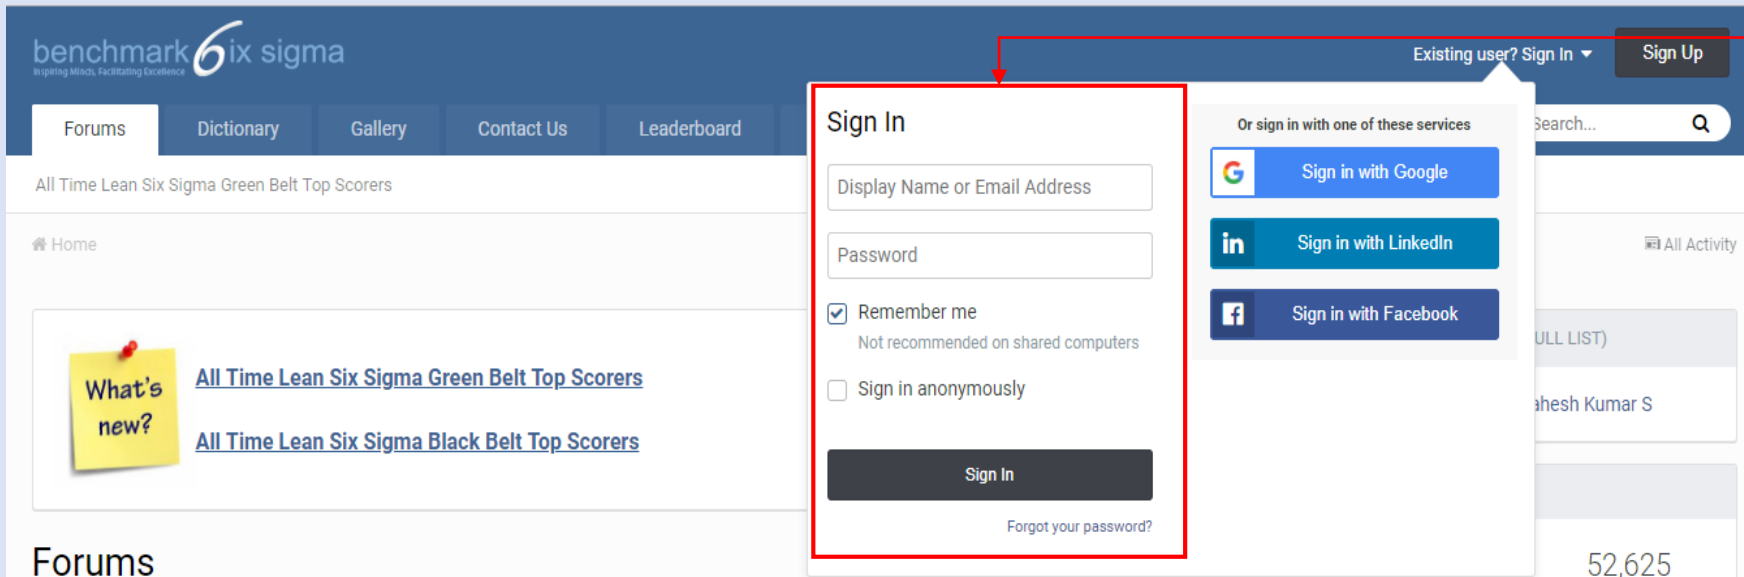 benchmark 6ix sigma
Inspiring Minds, Facilitating Excellence
Existing user? Sign In
Sign Up
Forums
Dictionary
Gallery
Contact Us
Leaderboard
Search...
All Time Lean Six Sigma Green Belt Top Scorers
Home
All Activity
What's
new?
All Time Lean Six Sigma Green Belt Top Scorers
All Time Lean Six Sigma Black Belt Top Scorers
Forums
Sign In
Display Name or Email Address
Password
Remember me
Not recommended on shared computers
Sign in anonymously
Sign In
Forgot your password?
Or sign in with one of these services
G Sign in with Google
in Sign in with LinkedIn
f Sign in with Facebook
ULL LIST)
ahesh Kumar S
52,625